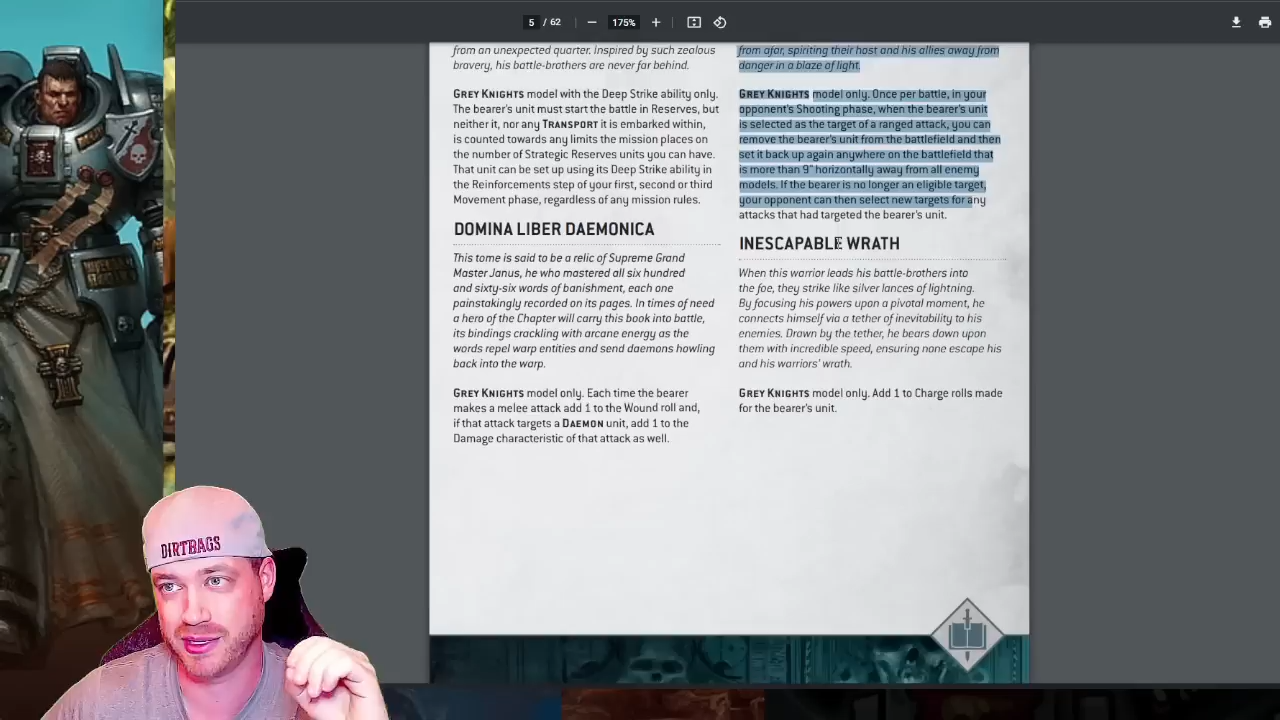 5 / 62
175%
from an unexpected quarter. Inspired by such zealous
bravery, his battle-brothers are never far behind.
GREY KNIGHTS model with the Deep Strike ability only.
The bearer's unit must start the battle in Reserves, but
neither it, nor any TRANSPORT it is embarked within,
is counted towards any limits the mission places on
the number of Strategic Reserves units you can have.
That unit can be set up using its Deep Strike ability in
the Reinforcements step of your first, second or third
Movement phase, regardless of any mission rules.
DOMINA LIBER DAEMONICA
This tome is said to be a relic of Supreme Grand
Master Janus, he who mastered all six hundred
and sixty-six words of banishment, each one
painstakingly recorded on its pages. In times of need
a hero of the Chapter will carry this book into battle,
its bindings crackling with arcane energy as the
words repel warp entities and send daemons howling
back into the warp.
GREY KNIGHTS model only. Each time the bearer
makes a melee attack add 1 to the Wound roll and,
if that attack targets a DAEMON unit, add 1 to the
Damage characteristic of that attack as well.
from afar, spiriting their host and his allies away from
danger in a blaze of light.
GREY KNIGHTS model only. Once per battle, in your
opponent's Shooting phase, when the bearer's unit
is selected as the target of a ranged attack, you can
remove the bearer's unit from the battlefield and then
set it back up again anywhere on the battlefield that
is more than 9" horizontally away from all enemy
models. If the bearer is no longer an eligible target,
your opponent can then select new targets for any
attacks that had targeted the bearer's unit.
INESCAPABLE WRATH
When this warrior leads his battle-brothers into
the foe, they strike like silver lances of lightning.
By focusing his powers upon a pivotal moment, he
connects himself via a tether of inevitability to his
enemies. Drawn by the tether, he bears down upon
them with incredible speed, ensuring none escape his
and his warriors' wrath.
GREY KNIGHTS model only. Add 1 to Charge rolls made
for the bearer's unit.
DIRTBAGS